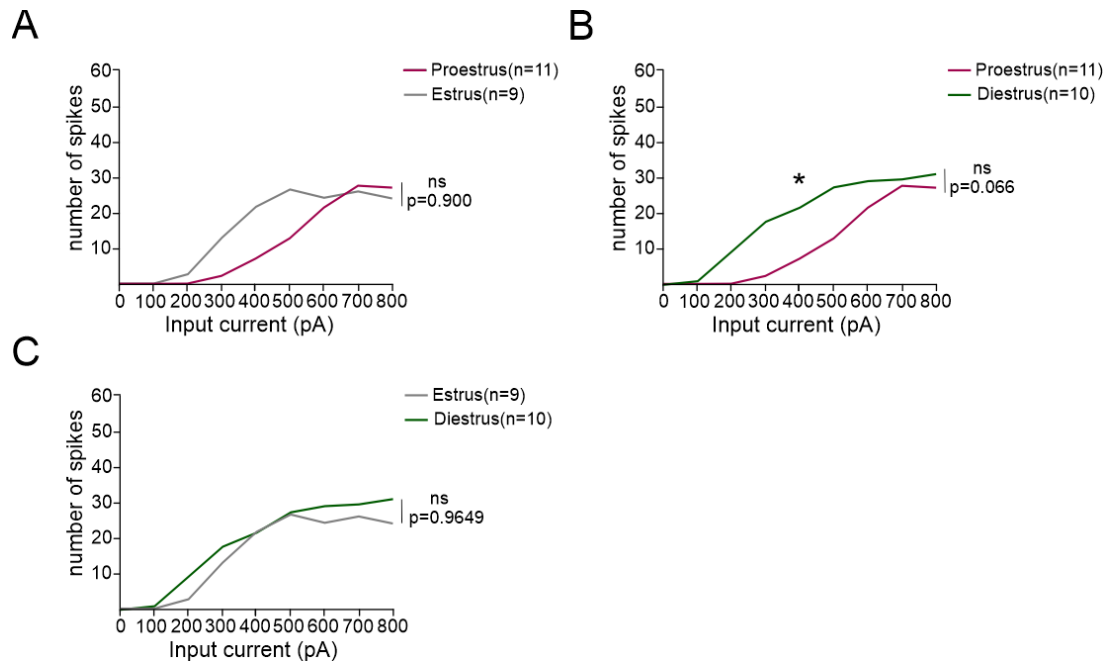 A
60
50
40
30
20
10
number of spikes
0 100 200 300 400 500 600 700 800
Input current (pA)
Proestrus(n=11)
Estrus(n=9)
ns
p=0.900
B
60
50
40
30
20
10
number of spikes
0 100 200 300 400 500 600 700 800
Input current (pA)
Proestrus(n=11)
Diestrus(n=10)
*
ns
p=0.066
C
60
50
40
30
20
10
number of spikes
0 100 200 300 400 500 600 700 800
Input current (pA)
Estrus(n=9)
Diestrus(n=10)
ns
p=0.9649